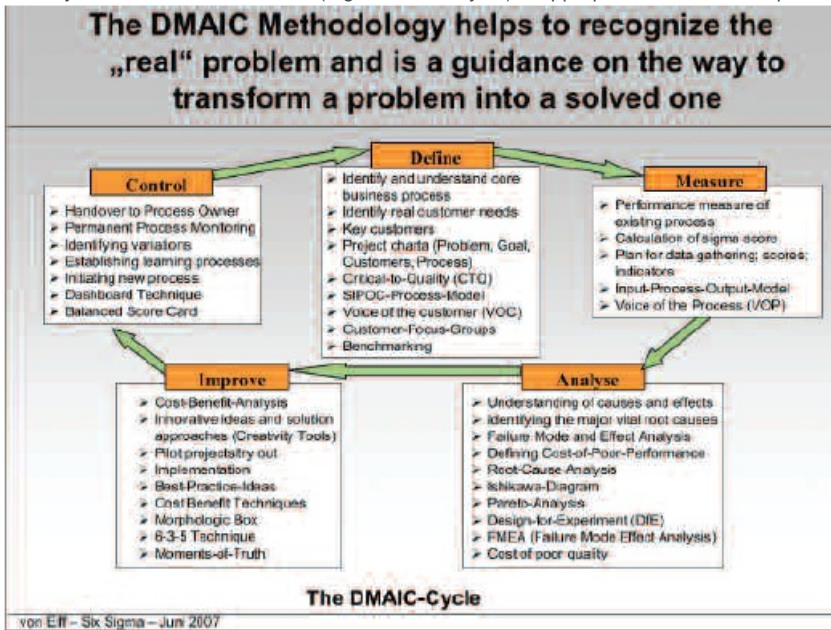 The DMAIC Methodology helps to recognize the
„real“ problem and is a guidance on the way to
transform a problem into a solved one
Define
➢ Identify and understand core
business process
➢ Identify real customer needs
➢ Key customers
➢ Project charta (Problem, Goal,
Customers, Process)
➢ Critical-to-Quality (CTQ)
➢ SIPOC-Process-Model
➢ Voice of the customer (VOC)
➢ Customer-Focus-Groups
➢ Benchmarking
Measure
➢ Performance measure of
existing process
➢ Calculation of sigma score
➢ Plan for data gathering; scores;
indicators
➢ Input-Process-Output-Model
➢ Voice of the Process (VOP)
Analyse
➢ Understanding of causes and effects
➢ Identifying the major vital root causes
➢ Failure Mode and Effect Analysis
➢ Defining Cost-of-Poor-Performance
➢ Root-Cause-Analysis
➢ Ishikawa-Diagram
➢ Pareto-Analysis
➢ Design-for-Experiment (DfE)
➢ FMEA (Failure Mode Effect Analysis)
➢ Cost of poor quality
Improve
➢ Cost-Benefit-Analysis
➢ Innovative ideas and solution
approaches (Creativity Tools)
➢ Pilot projects/try out
➢ Implementation
➢ Best-Practice-Ideas
➢ Cost Benefit Techniques
➢ Morphologic Box
➢ 6-3-5 Technique
➢ Moments-of-Truth
Control
➢ Handover to Process Owner
➢ Permanent Process Monitoring
➢ Identifying variations
➢ Establishing learning processes
➢ Initiating new process
➢ Dashboard Technique
➢ Balanced Score Card
The DMAIC-Cycle
von Eiff – Six Sigma – Juni 2007